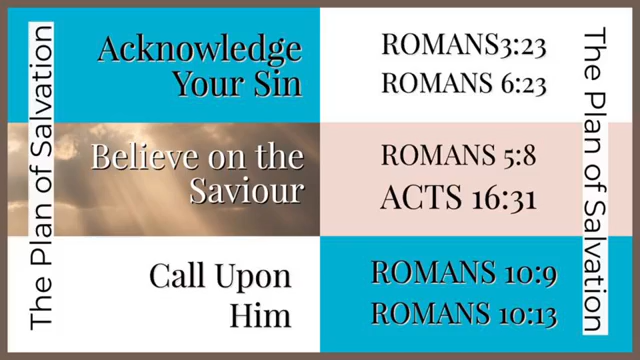 The Plan of Salvation
Acknowledge
Your Sin
ROMANS3:23
ROMANS 6:23
Believe on the
Saviour
ROMANS 5:8
ACTS 16:31
Call Upon
Him
ROMANS 10:9
ROMANS 10:13
The Plan of Salvation